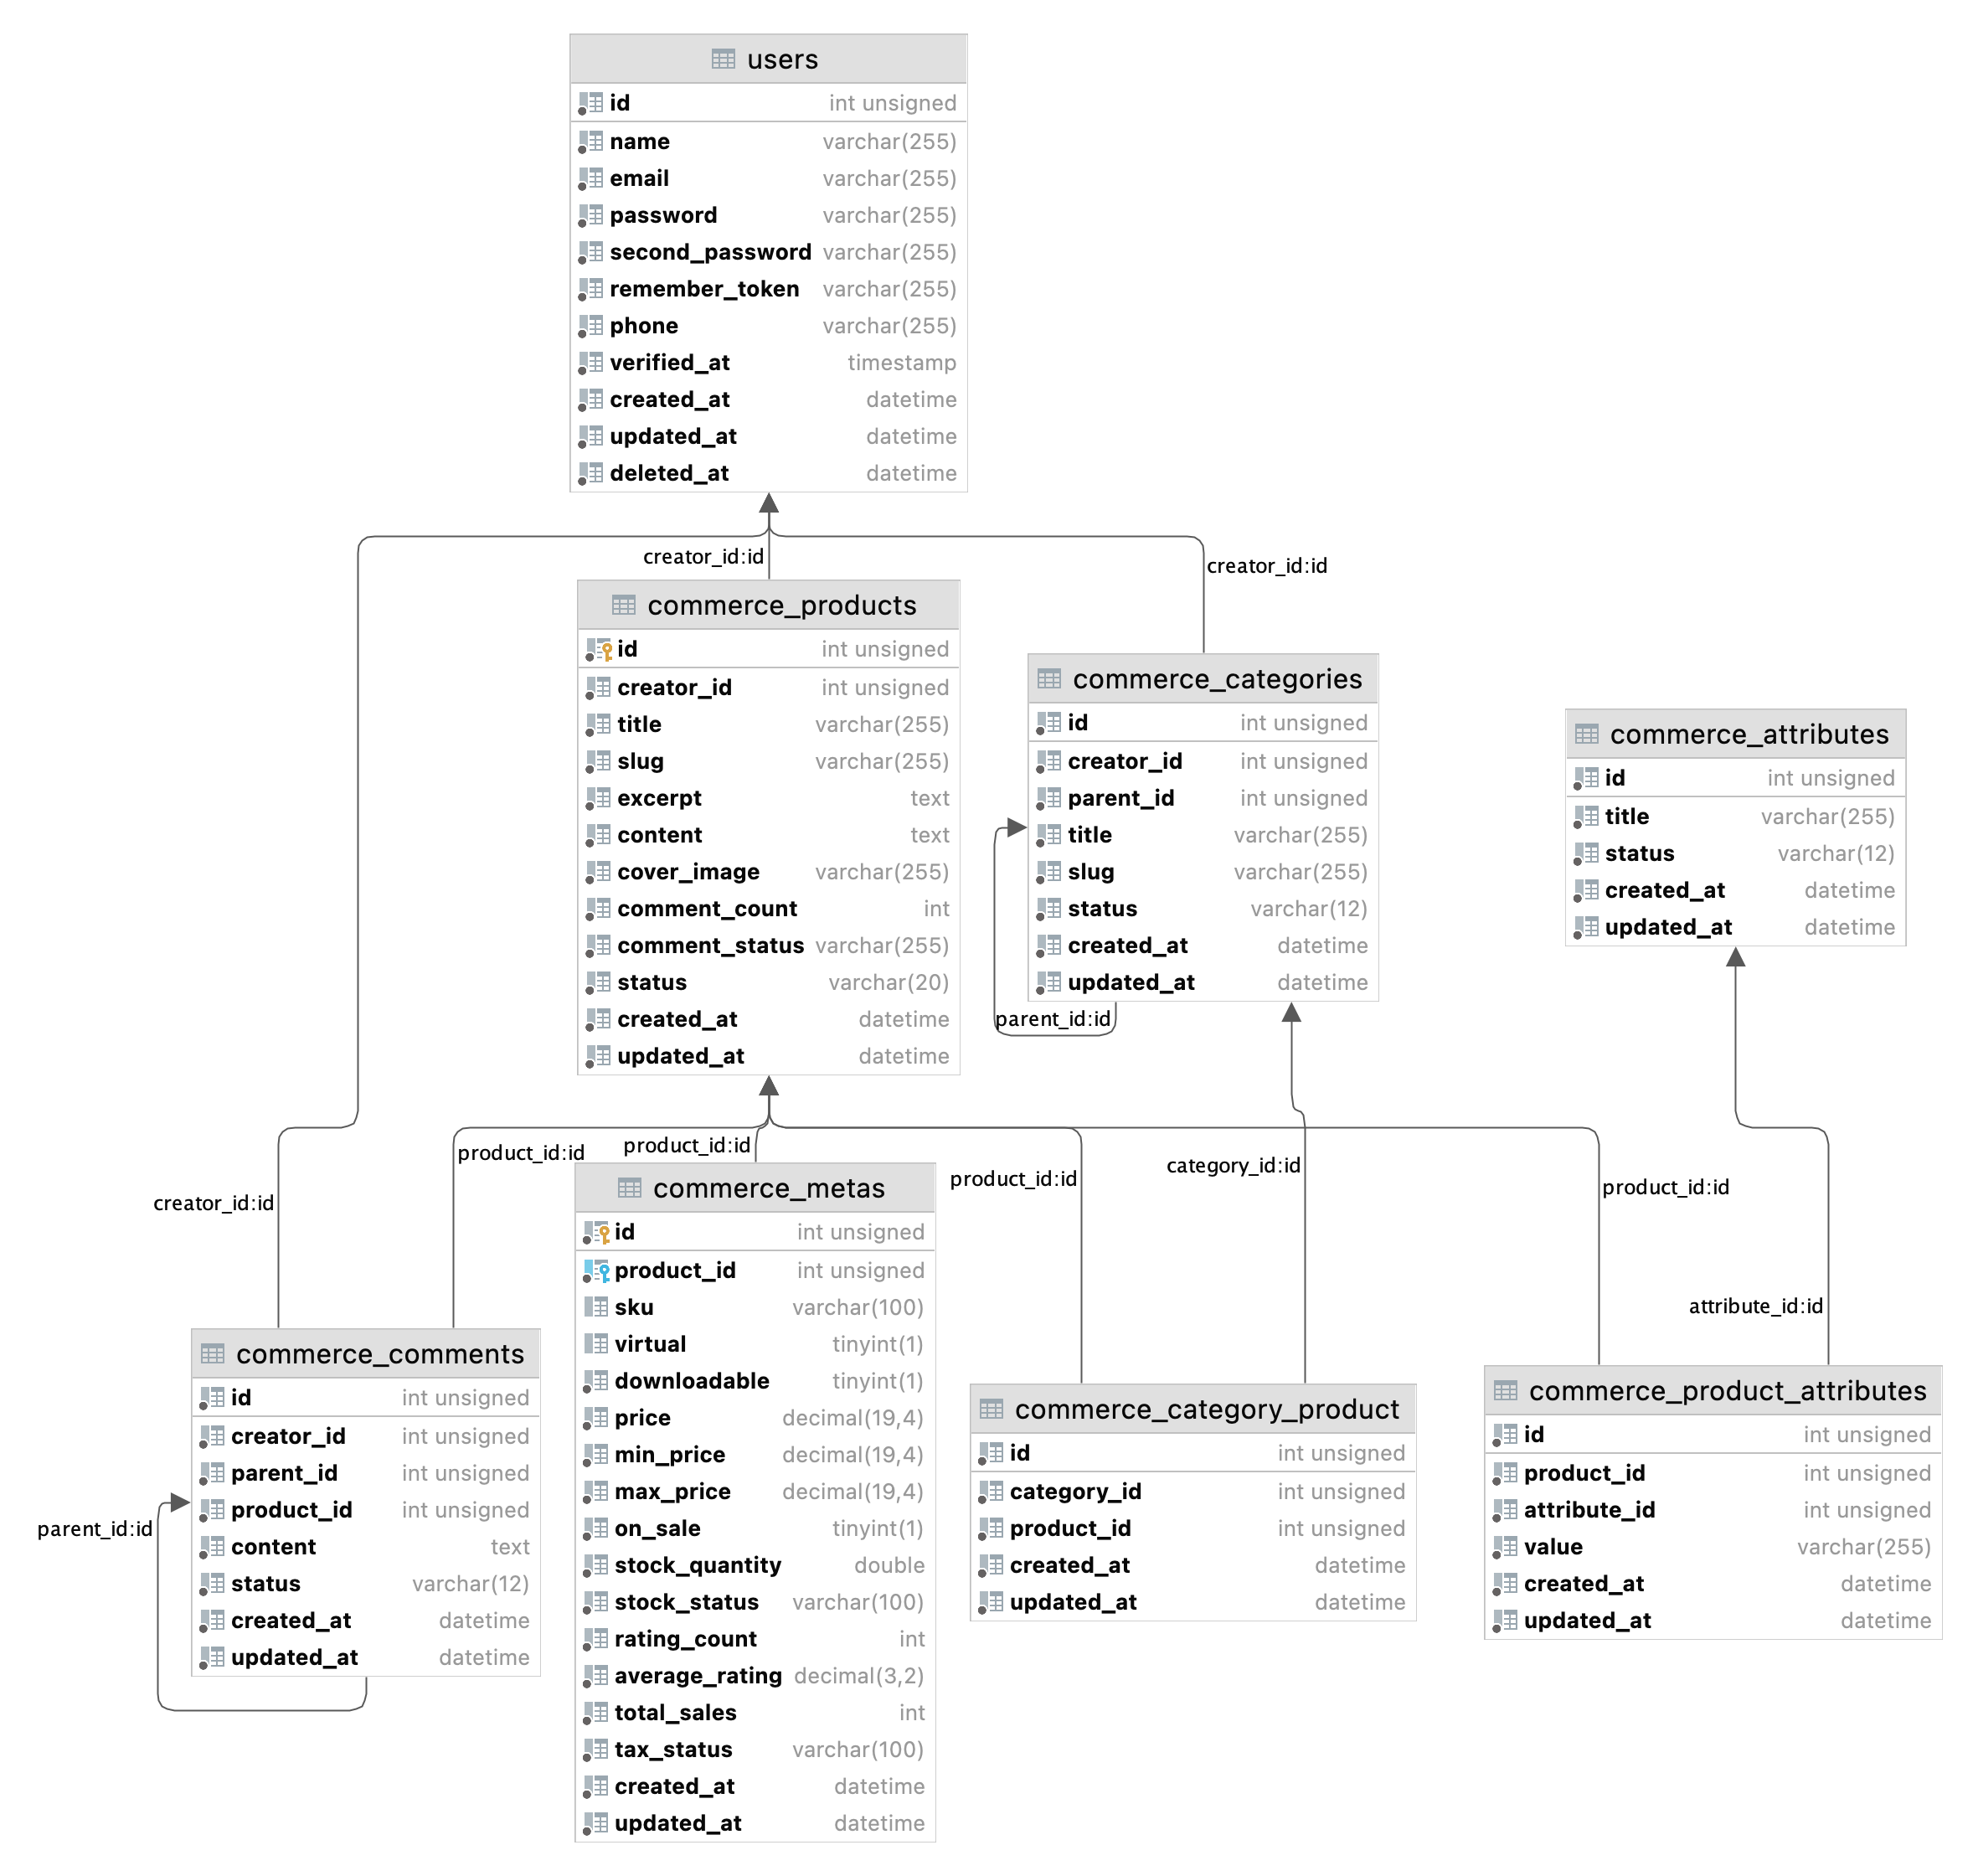 users
id int unsigned
name varchar(255)
email varchar(255)
password varchar(255)
second_password varchar(255)
remember_token varchar(255)
phone varchar(255)
verified_at timestamp
created_at datetime
updated_at datetime
deleted_at datetime
creator_id:id
creator_id:id
commerce_products
id int unsigned
creator_id int unsigned
title varchar(255)
slug varchar(255)
excerpt text
content text
cover_image varchar(255)
comment_count int
comment_status varchar(255)
status varchar(20)
created_at datetime
updated_at datetime
commerce_categories
id int unsigned
creator_id int unsigned
parent_id int unsigned
title varchar(255)
slug varchar(255)
status varchar(12)
created_at datetime
updated_at datetime
parent_id:id
commerce_attributes
id int unsigned
title varchar(255)
status varchar(12)
created_at datetime
updated_at datetime
creator_id:id
product_id:id
product_id:id
product_id:id
category_id:id
product_id:id
attribute_id:id
commerce_comments
id int unsigned
creator_id int unsigned
parent_id int unsigned
product_id int unsigned
content text
status varchar(12)
created_at datetime
updated_at datetime
parent_id:id
commerce_metas
id int unsigned
product_id int unsigned
sku varchar(100)
virtual tinyint(1)
downloadable tinyint(1)
price decimal(19,4)
min_price decimal(19,4)
max_price decimal(19,4)
on_sale tinyint(1)
stock_quantity double
stock_status varchar(100)
rating_count int
average_rating decimal(3,2)
total_sales int
tax_status varchar(100)
created_at datetime
updated_at datetime
commerce_category_product
id int unsigned
category_id int unsigned
product_id int unsigned
created_at datetime
updated_at datetime
commerce_product_attributes
id int unsigned
product_id int unsigned
attribute_id int unsigned
value varchar(255)
created_at datetime
updated_at datetime